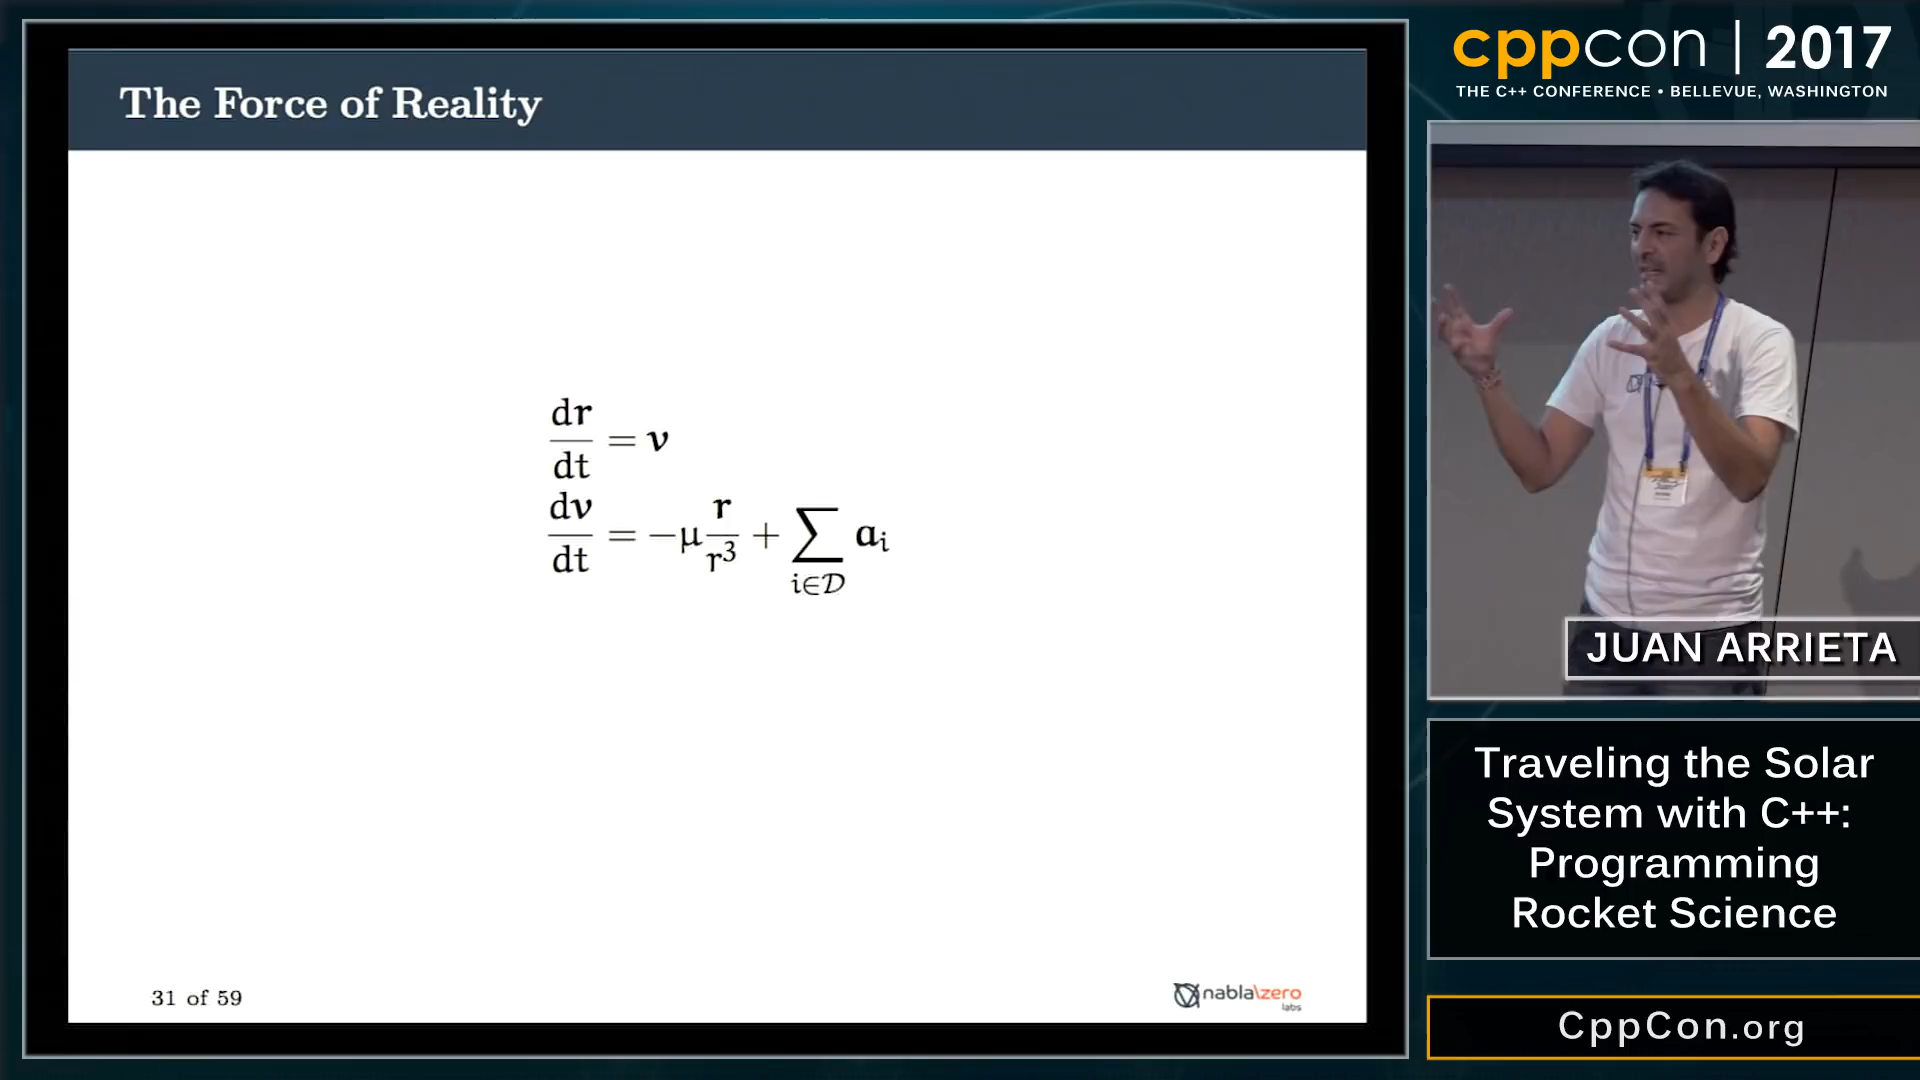 The Force of Reality
dr/dt = v
dv/dt = −μ r/r³ + ∑ i∈𝒟 aᵢ
31 of 59
nabla\zero
labs
cppcon | 2017
THE C++ CONFERENCE • BELLEVUE, WASHINGTON
JUAN ARRIETA
Traveling the Solar
System with C++:
Programming
Rocket Science
CppCon.org